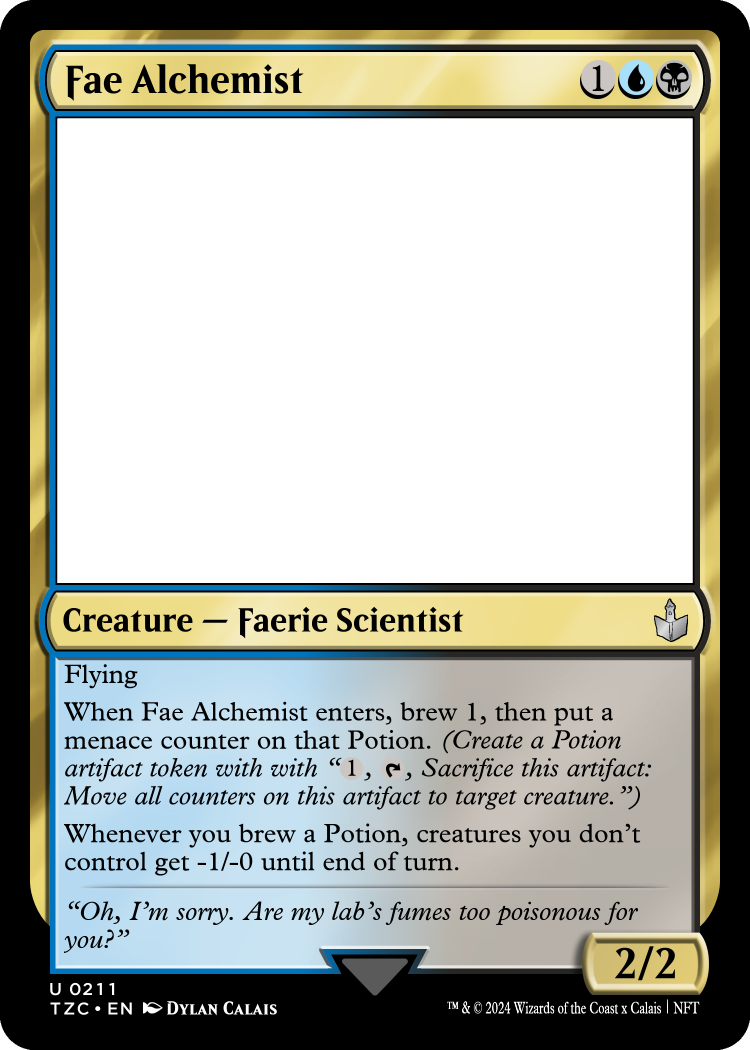 Fae Alchemist 1
Creature — Faerie Scientist
Flying
When Fae Alchemist enters, brew 1, then put a
menace counter on that Potion. (Create a Potion
artifact token with with “1, , Sacrifice this artifact:
Move all counters on this artifact to target creature.”)
Whenever you brew a Potion, creatures you don’t
control get -1/-0 until end of turn.
“Oh, I’m sorry. Are my lab’s fumes too poisonous for
you?”
2/2
U 0211
TZC • EN Dylan Calais
™ & © 2024 Wizards of the Coast x Calais | NFT